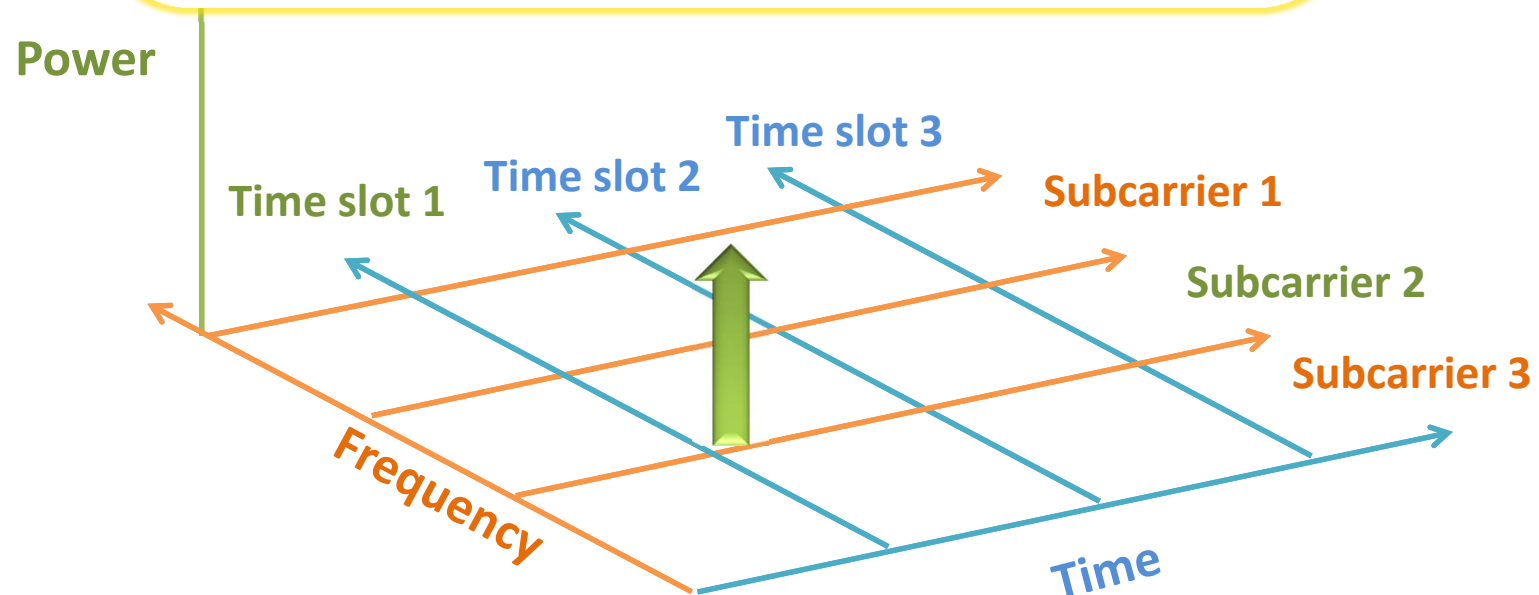 Power
Time slot 3
Time slot 2
Time slot 1
Subcarrier 1
Subcarrier 2
Subcarrier 3
Frequency
Time